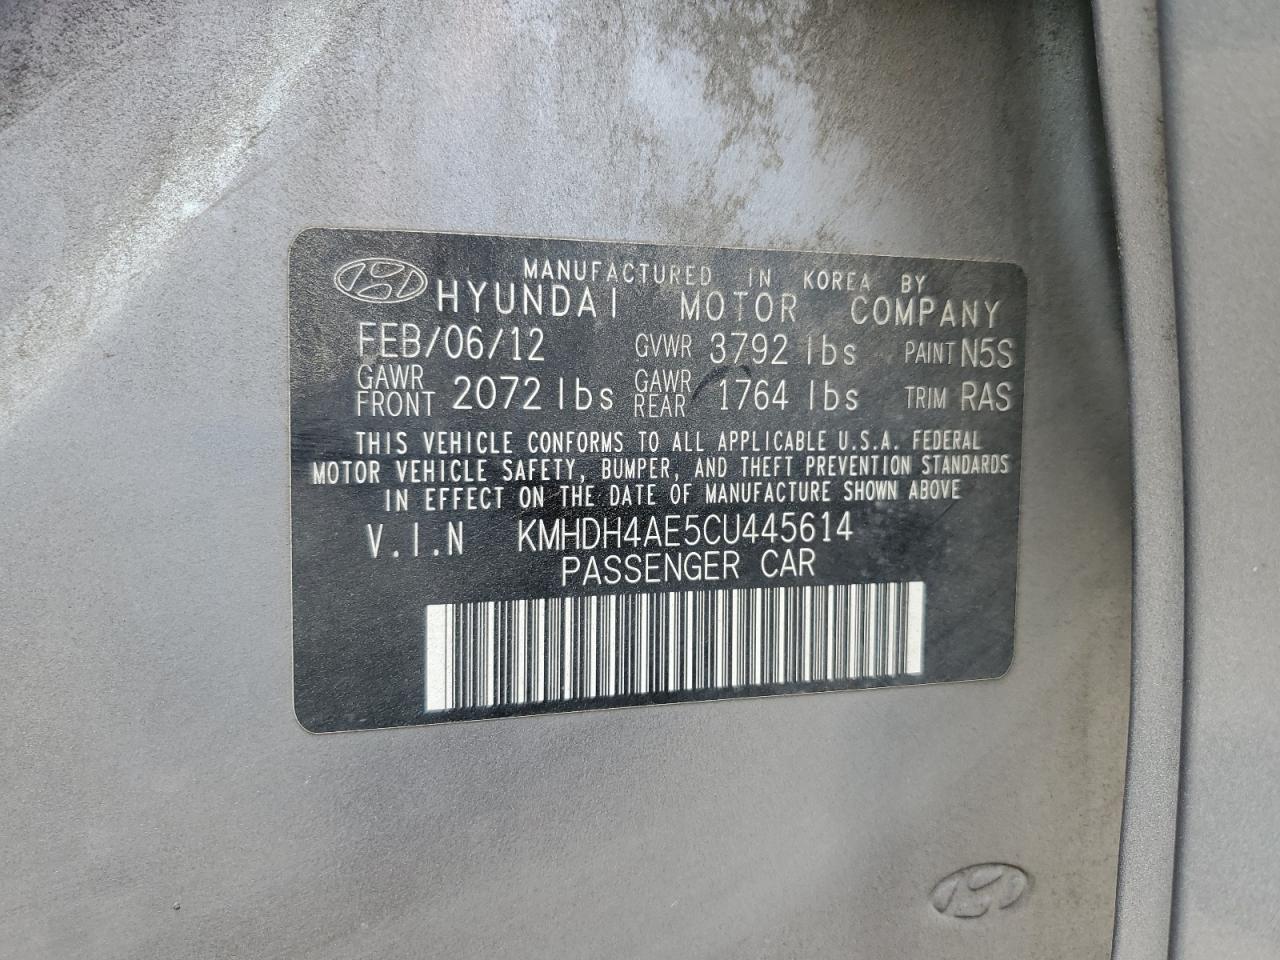 MANUFACTURED IN KOREA BY
HYUNDAI MOTOR COMPANY
FEB/06/12 GVWR 3792 lbs PAINT N5S
GAWR FRONT 2072 lbs GAWR REAR 1764 lbs TRIM RAS
THIS VEHICLE CONFORMS TO ALL APPLICABLE U.S.A. FEDERAL
MOTOR VEHICLE SAFETY, BUMPER, AND THEFT PREVENTION STANDARDS
IN EFFECT ON THE DATE OF MANUFACTURE SHOWN ABOVE
V.I.N KMHDH4AE5CU445614
PASSENGER CAR